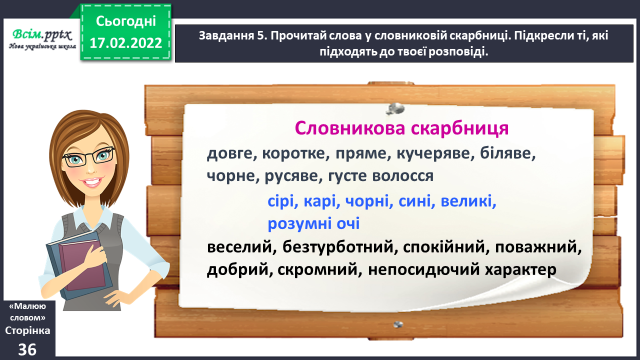 Всім.pptx
Нова українська школа
Сьогодні
17.02.2022
Завдання 5. Прочитай слова у словниковій скарбниці. Підкресли ті, які
підходять до твоєї розповіді.
Словникова скарбниця
довге, коротке, пряме, кучеряве, біляве,
чорне, русяве, густе волосся
сірі, карі, чорні, сині, великі,
розумні очі
веселий, безтурботний, спокійний, поважний,
добрий, скромний, непосидючий характер
«Малюю
словом»
Сторінка
36